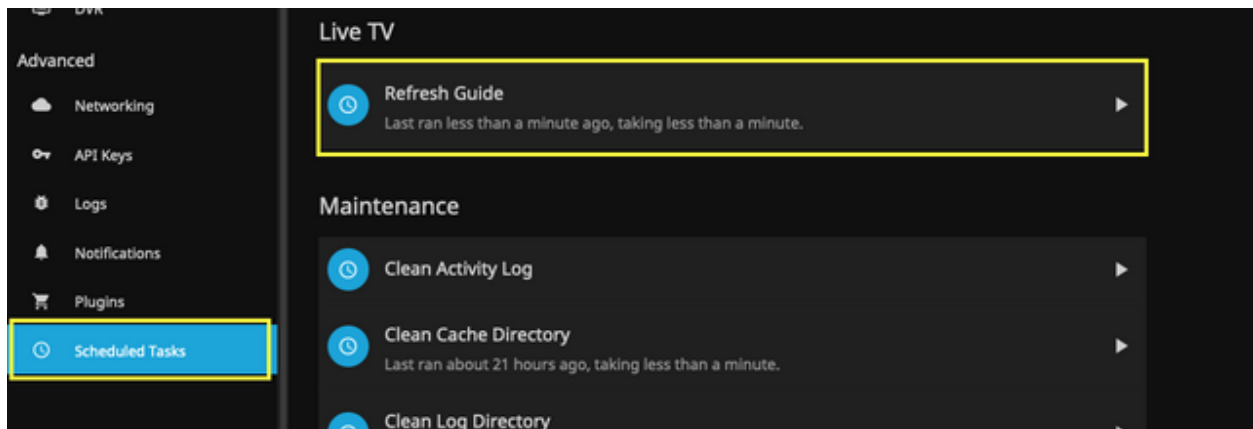 DVR
Advanced
Networking
API Keys
Logs
Notifications
Plugins
Scheduled Tasks
Live TV
Refresh Guide
Last ran less than a minute ago, taking less than a minute.
Maintenance
Clean Activity Log
Clean Cache Directory
Last ran about 21 hours ago, taking less than a minute.
Clean Log Directory